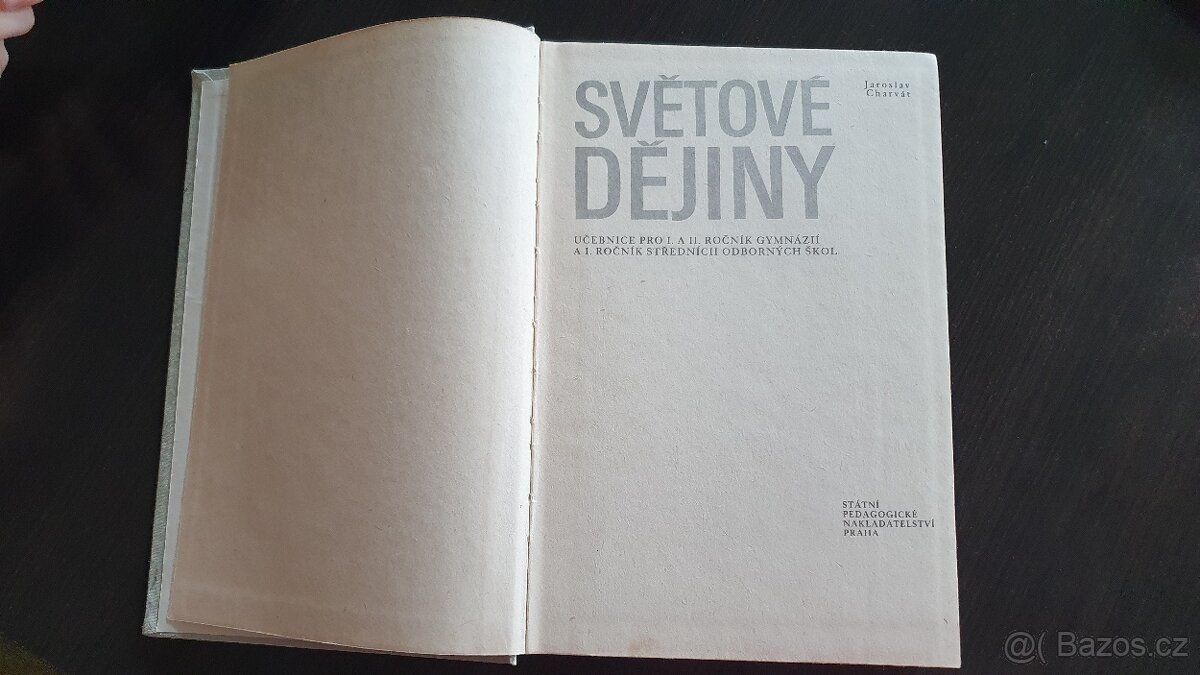 SVĚTOVÉ
DĚJINY
Jaroslav
Charvát
UČEBNICE PRO I. A II. ROČNÍK GYMNÁZIÍ
A I. ROČNÍK STŘEDNÍCH ODBORNÝCH ŠKOL
STÁTNÍ
PEDAGOGICKÉ
NAKLADATELSTVÍ
PRAHA
@( Bazos.cz